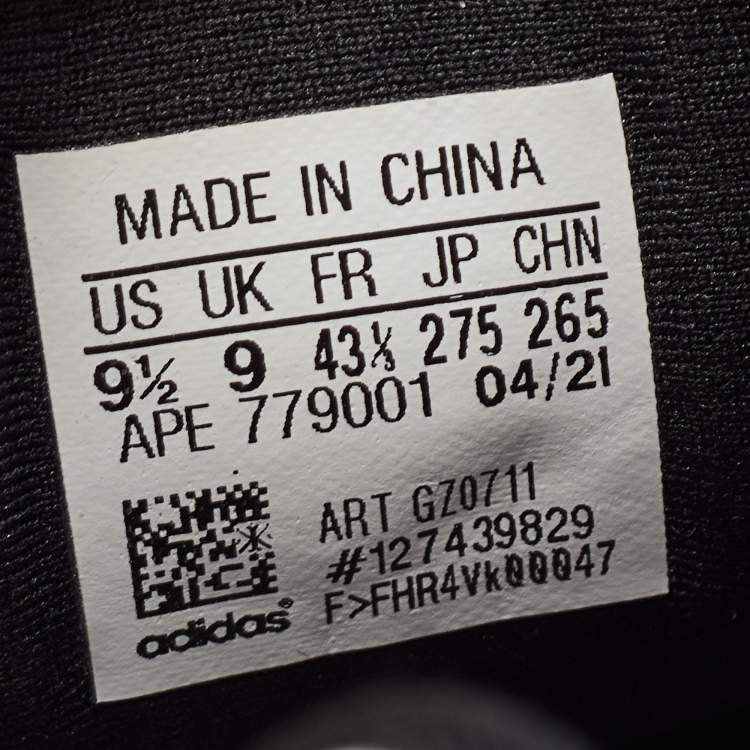 MADE IN CHINA
US UK FR JP CHN
9½ 9 43⅓ 275 265
APE 779001 04/21
ART GZ0711
#127439829
F>FHR4Vk00047
adidas®